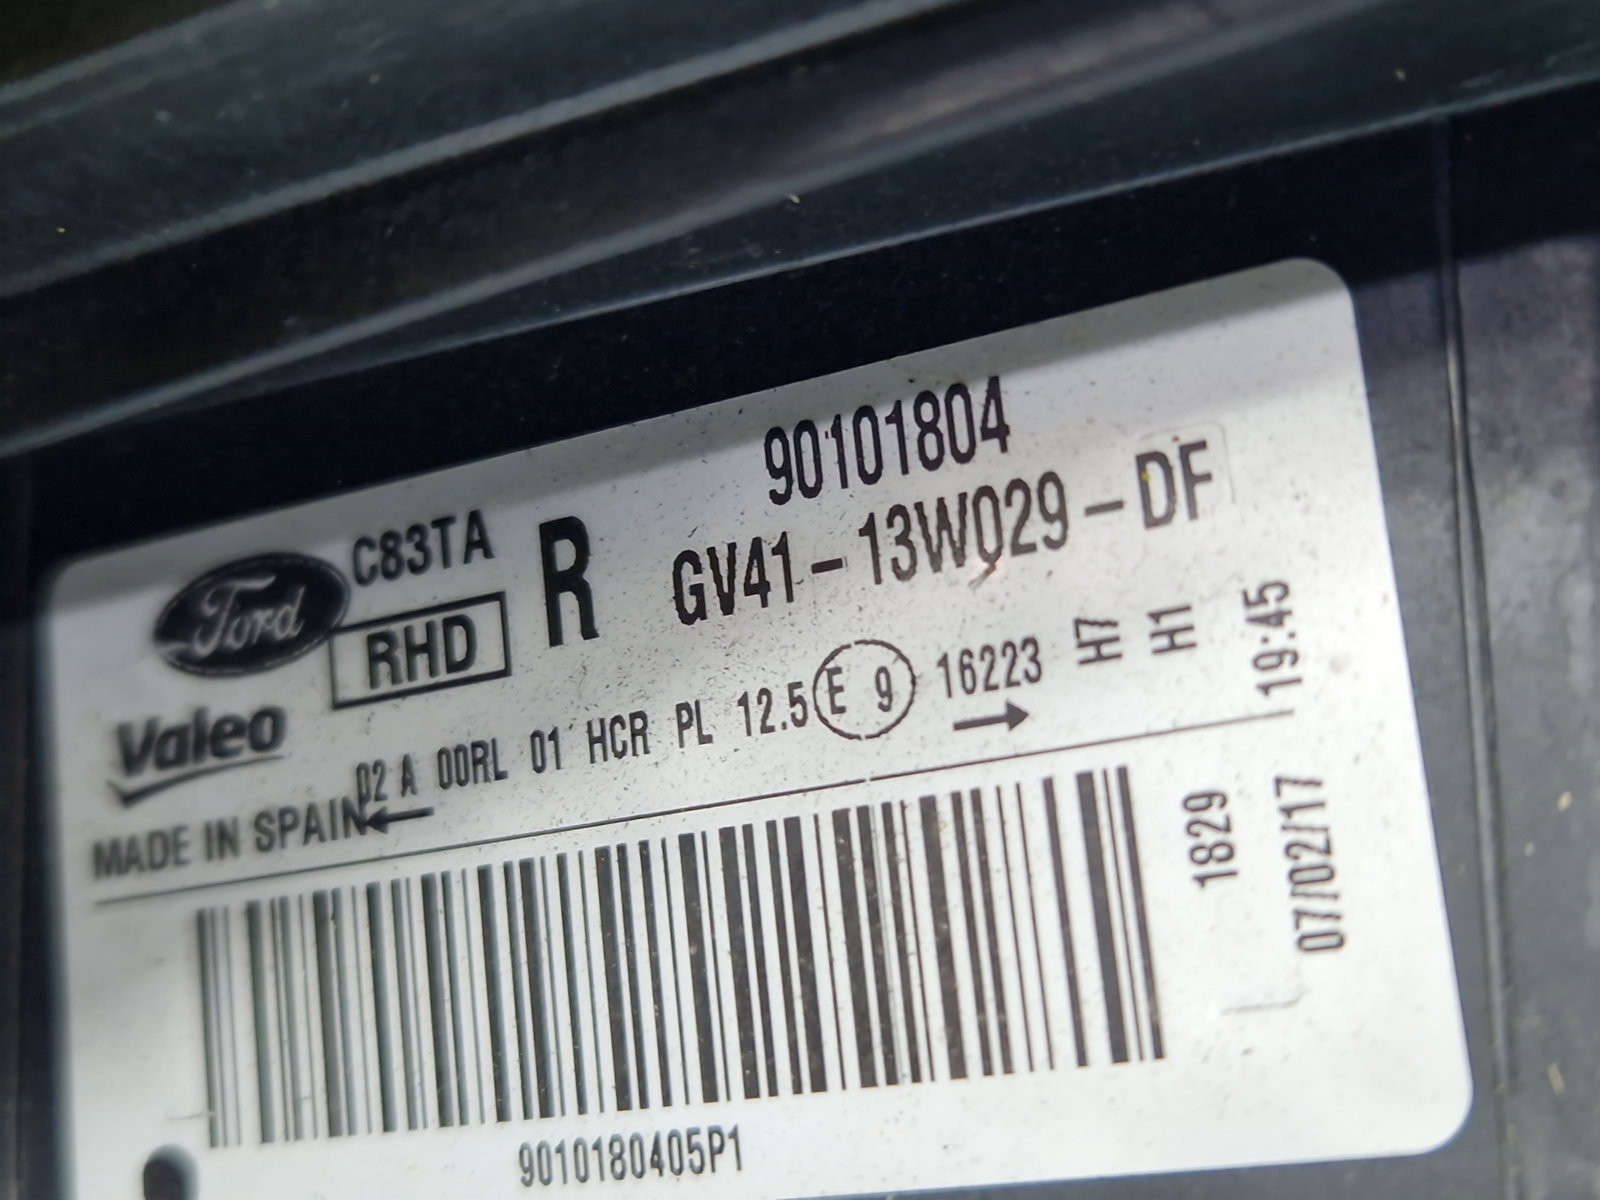 90101804
Ford C83TA R GV41-13W029-DF
RHD
Valeo
02 A 00RL 01 HCR PL 12.5 E 9 16223 H7 H1 19:45
MADE IN SPAIN
1829 07/02/17
9010180405P1